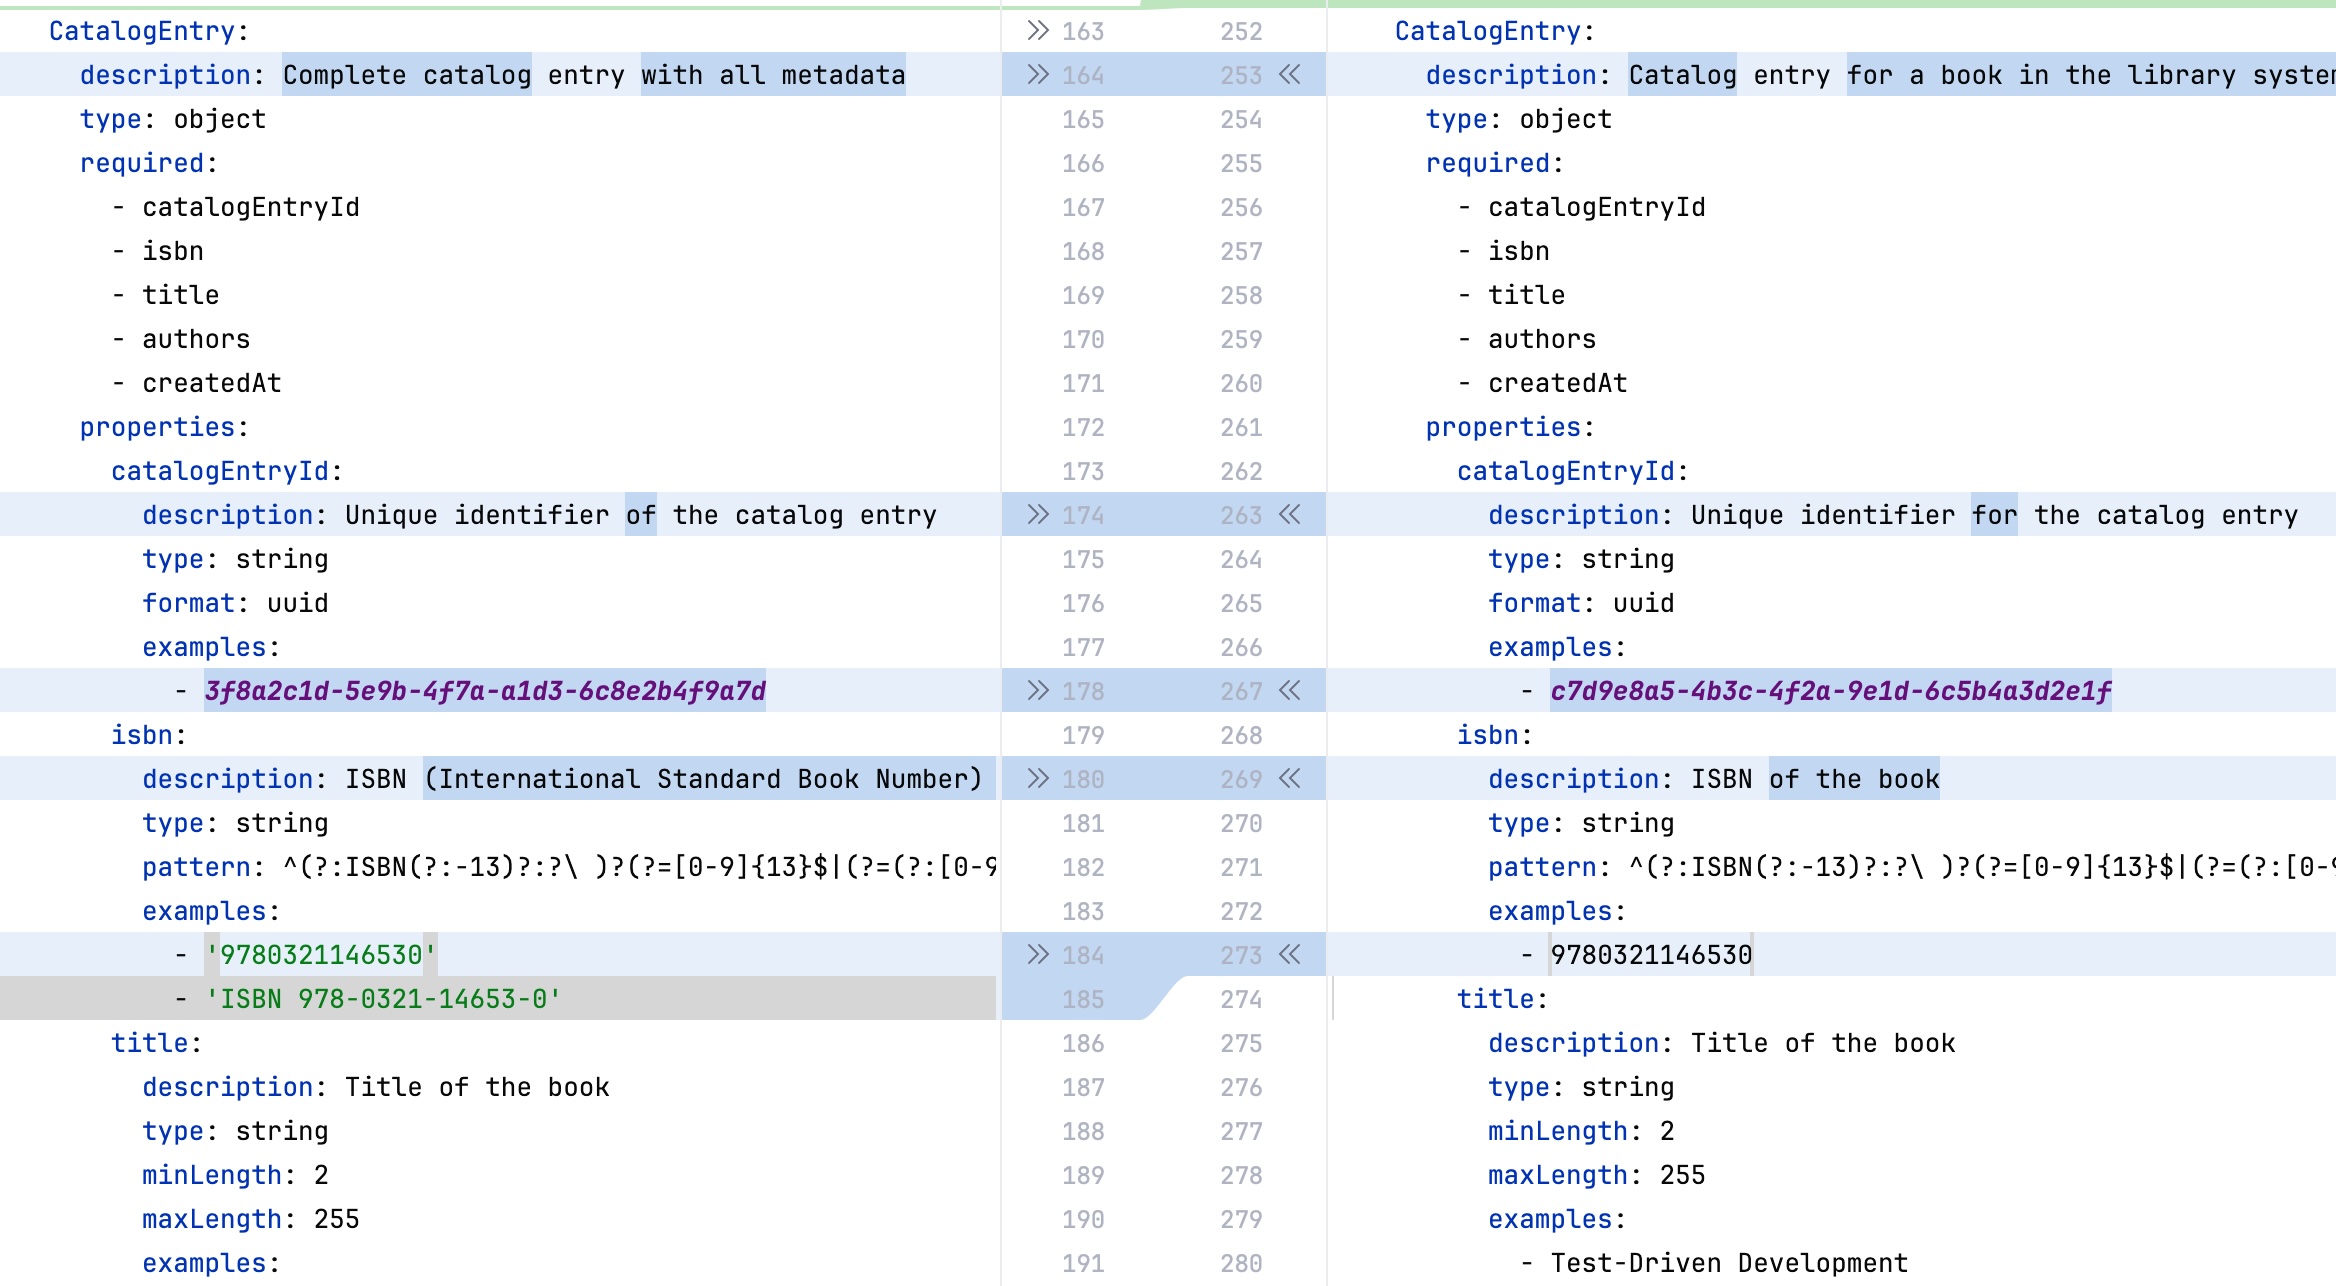 CatalogEntry:
description: Complete catalog entry with all metadata
type: object
required:
- catalogEntryId
- isbn
- title
- authors
- createdAt
properties:
catalogEntryId:
description: Unique identifier of the catalog entry
type: string
format: uuid
examples:
- 3f8a2c1d-5e9b-4f7a-a1d3-6c8e2b4f9a7d
isbn:
description: ISBN (International Standard Book Number)
type: string
pattern: ^(?:ISBN(?:-13)?:?\ )?(?=[0-9]{13}$|(?=(?:[0-9
examples:
- '9780321146530'
- 'ISBN 978-0321-14653-0'
title:
description: Title of the book
type: string
minLength: 2
maxLength: 255
examples:
163 252
164 253
165 254
166 255
167 256
168 257
169 258
170 259
171 260
172 261
173 262
174 263
175 264
176 265
177 266
178 267
179 268
180 269
181 270
182 271
183 272
184 273
185 274
186 275
187 276
188 277
189 278
190 279
191 280
CatalogEntry:
description: Catalog entry for a book in the library
type: object
required:
- catalogEntryId
- isbn
- title
- authors
- createdAt
properties:
catalogEntryId:
description: Unique identifier for the catalog entry
type: string
format: uuid
examples:
- c7d9e8a5-4b3c-4f2a-9e1d-6c5b4a3d2e1f
isbn:
description: ISBN of the book
type: string
pattern: ^(?:ISBN(?:-13)?:?\ )?(?=[0-9]{13}$|(?=(?:[0-9
examples:
- 9780321146530
title:
description: Title of the book
type: string
minLength: 2
maxLength: 255
examples:
- Test-Driven Development